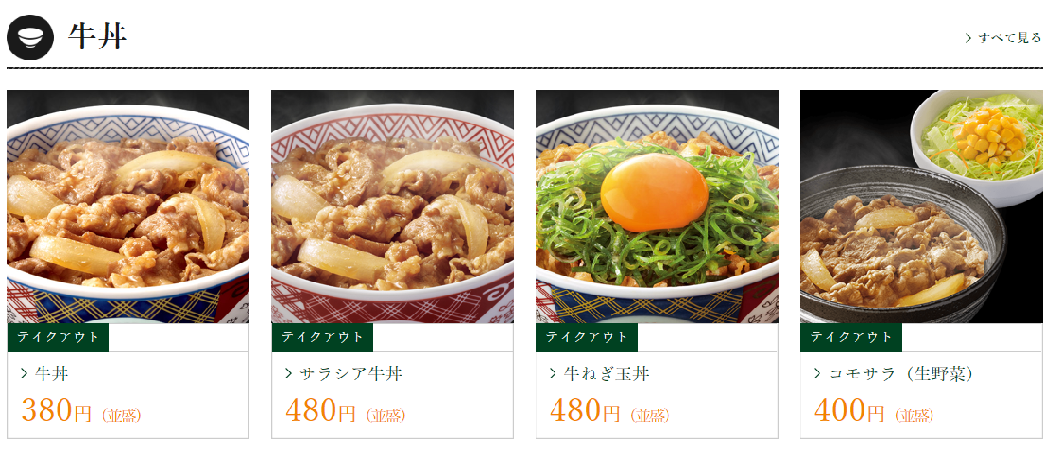 牛丼
› すべて見る
テイクアウト
› 牛丼
380円（並盛）
テイクアウト
› サラシア牛丼
480円（並盛）
テイクアウト
› 牛ねぎ玉丼
480円（並盛）
テイクアウト
› コモサラ（生野菜）
400円（並盛）